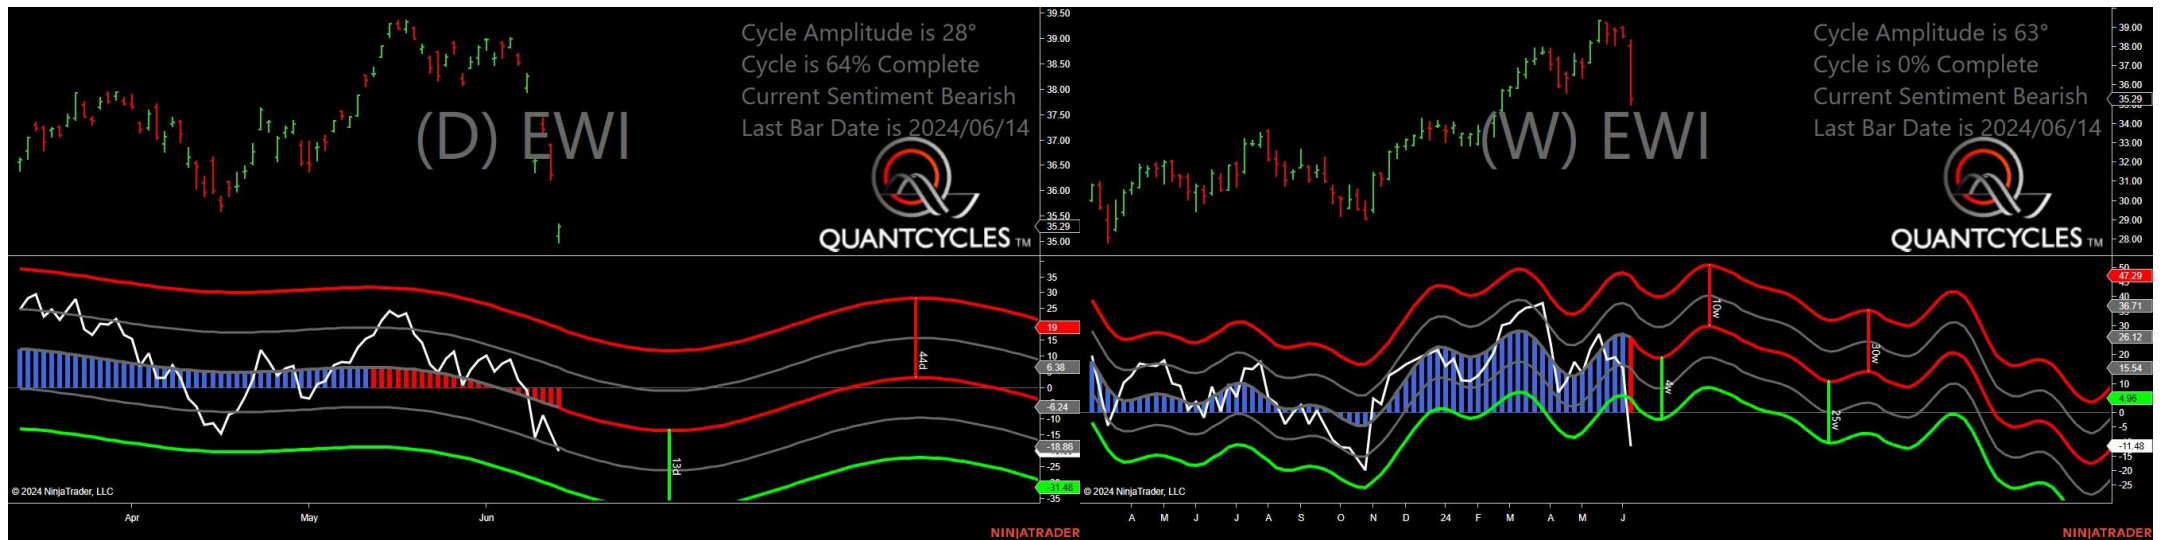 Cycle Amplitude is 28°
Cycle is 64% Complete
Current Sentiment Bearish
Last Bar Date is 2024/06/14
(D) EWI
QUANTCYCLES TM
39.50
39.00
38.50
38.00
37.50
37.00
36.50
36.00
35.50
35.29
35.00
35
30
25
19
15
10
6.38
0
-6.24
-10
-15
-18.86
-25
-31.48
-35
44d
13d
© 2024 NinjaTrader, LLC
Apr
May
Jun
NINJATRADER
Cycle Amplitude is 63°
Cycle is 0% Complete
Current Sentiment Bearish
Last Bar Date is 2024/06/14
(W) EWI
QUANTCYCLES TM
39.00
38.00
37.00
36.00
35.29
34.00
33.00
32.00
31.00
30.00
29.00
28.00
50
47.29
36.71
30
26.12
20
15.54
10
4.96
0
-5
-11.48
-15
-20
-25
10w
30w
4w
25w
© 2024 NinjaTrader, LLC
A
M
J
J
A
S
O
N
D
24
F
M
A
M
J
NINJATRADER